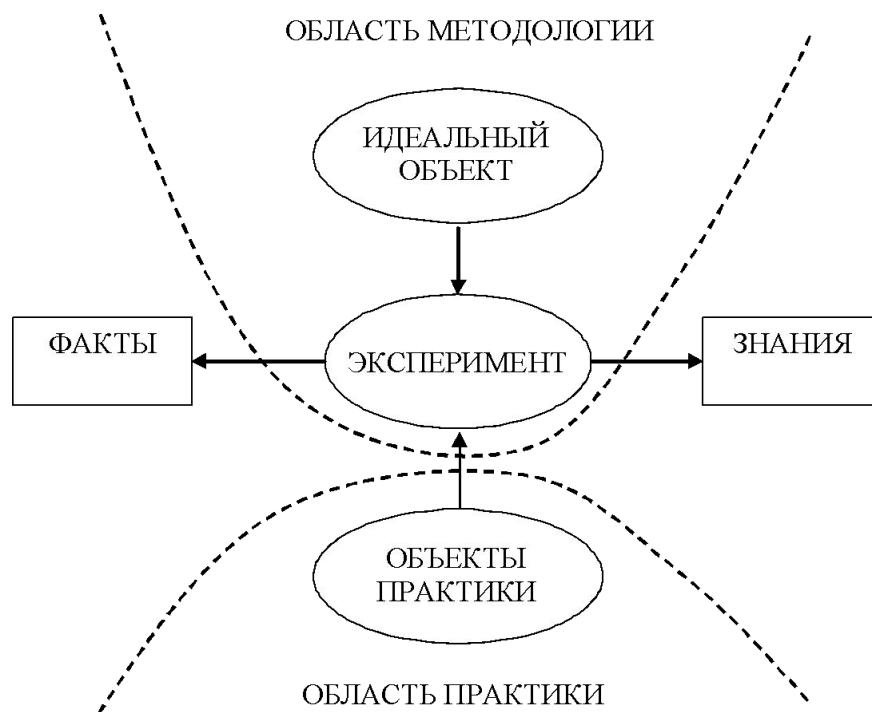 ОБЛАСТЬ МЕТОДОЛОГИИ
ИДЕАЛЬНЫЙ
ОБЪЕКТ
ФАКТЫ
ЭКСПЕРИМЕНТ
ЗНАНИЯ
ОБЪЕКТЫ
ПРАКТИКИ
ОБЛАСТЬ ПРАКТИКИ